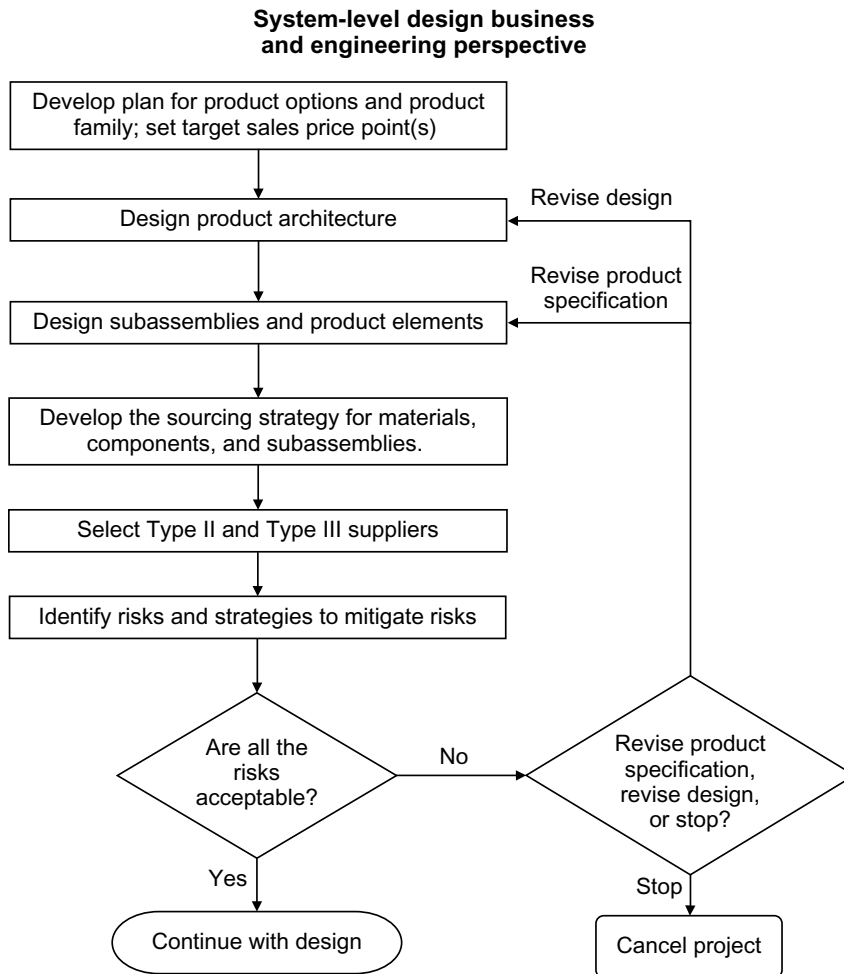 System-level design business
and engineering perspective
Develop plan for product options and product
family; set target sales price point(s)
Revise design
Design product architecture
Revise product
specification
Design subassemblies and product elements
Develop the sourcing strategy for materials,
components, and subassemblies.
Select Type II and Type III suppliers
Identify risks and strategies to mitigate risks
Are all the
risks
acceptable?
No
Revise product
specification,
revise design,
or stop?
Yes
Stop
Continue with design
Cancel project